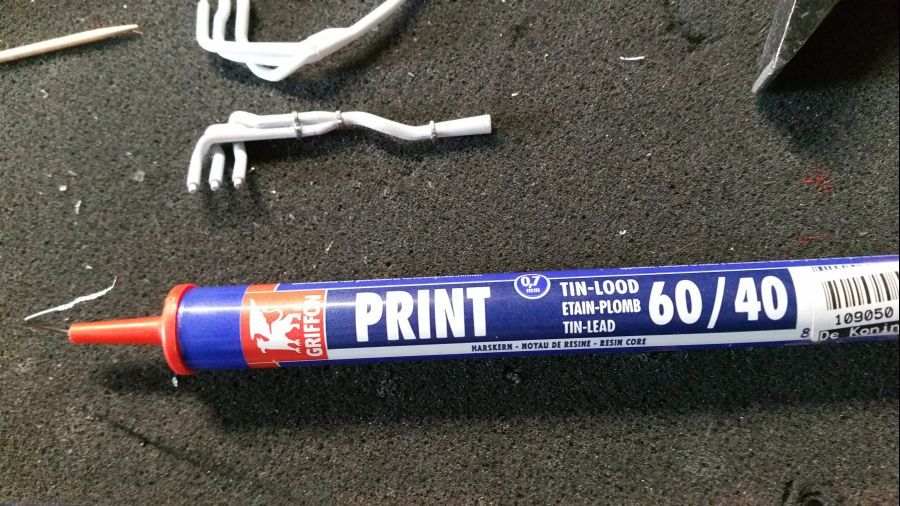 GRIFFON
PRINT
0,7
mm
TIN-LOOD
ETAIN-PLOMB
TIN-LEAD
60/40
HARSKERN - NOYAU DE RESINE - RESIN CORE
8
109050
De Konin